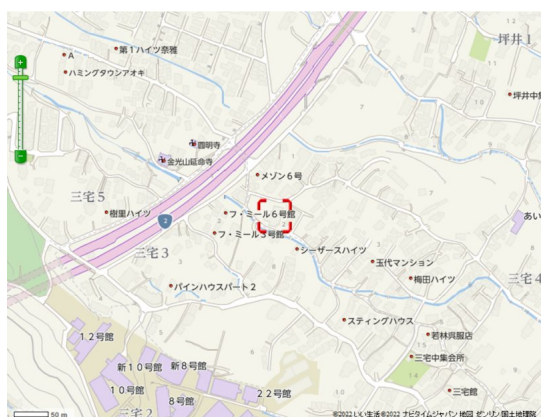 坪井1
12
第1ハイツ奈雅
A
ハミングタウンアオキ
坪井中
圓明寺
金光山延命寺
メゾン6号
三宅5
樹里ハイツ
2
フ・ミール6号館
フ・ミール3号館
あい
三宅3
シーザースハイツ
玉代マンション
三宅4
梅田ハイツ
パインハウスパート2
スティングハウス
若林呉服店
12号館
三宅中集会所
新10号館
新8号館
14
10号館
22号館
三宅館
8号館
三宅2
50 m
©2022 いい生活©2022 ナビタイムジャパン 地図 ゼンリン/国土地理院